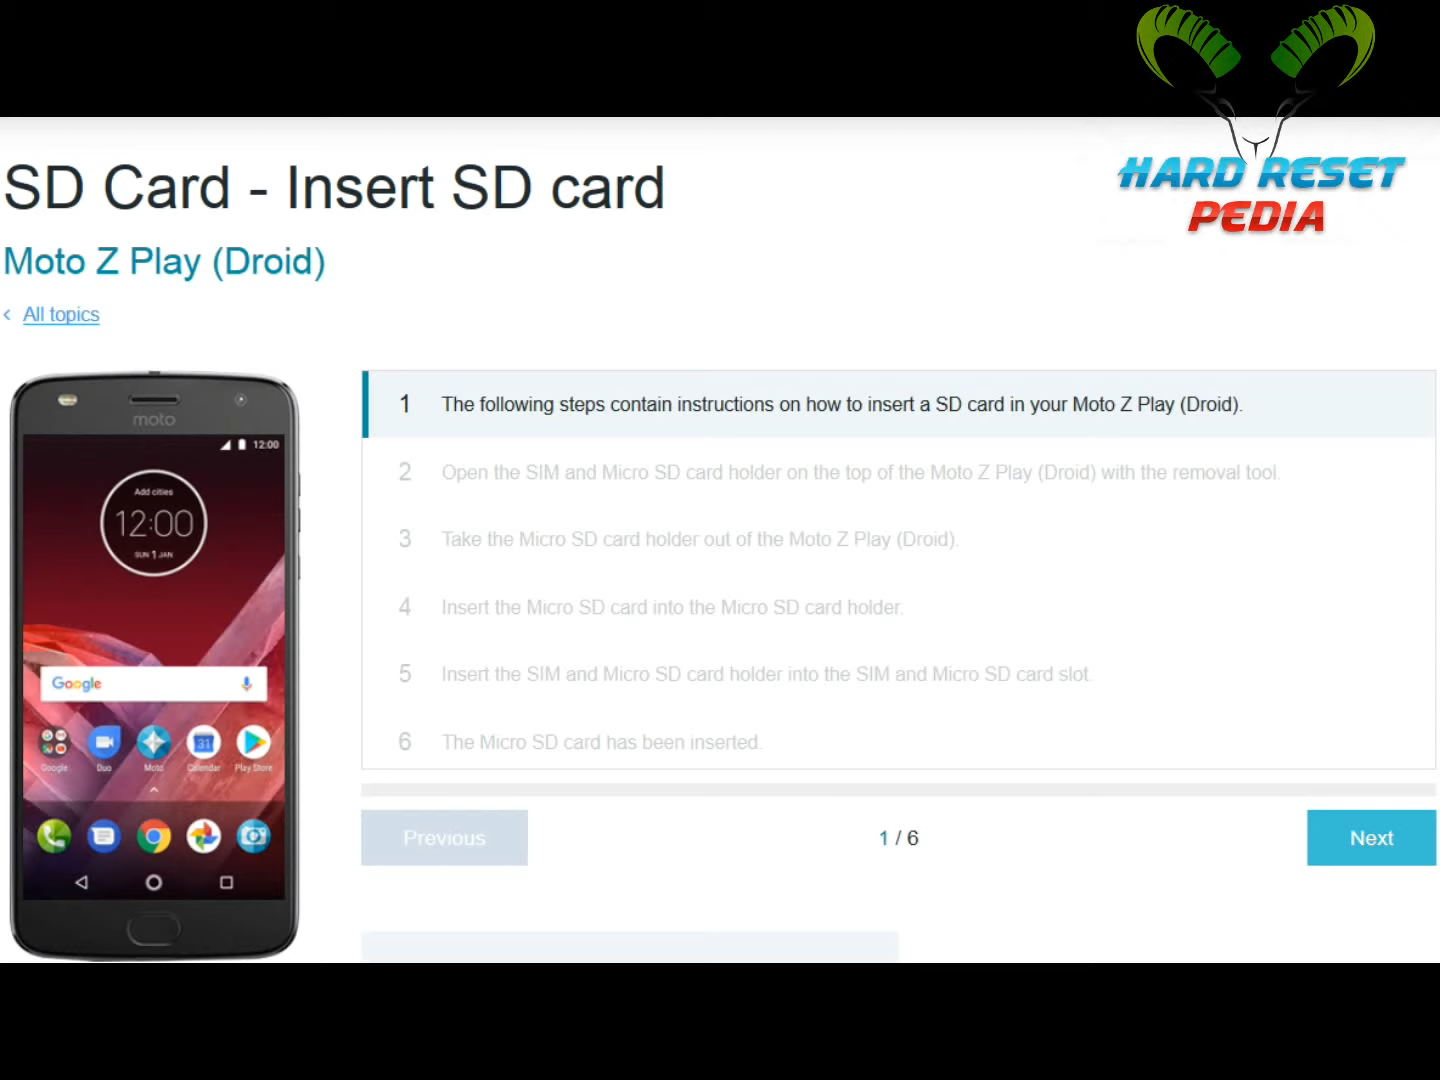 HARD RESET
PEDIA
SD Card - Insert SD card
Moto Z Play (Droid)
‹ All topics
moto
12:00
Add cities
12:00
SUN 1 JAN
Google
Google
Duo
Moto
31
Calendar
Play Store
1 The following steps contain instructions on how to insert a SD card in your Moto Z Play (Droid).
2 Open the SIM and Micro SD card holder on the top of the Moto Z Play (Droid) with the removal tool.
3 Take the Micro SD card holder out of the Moto Z Play (Droid).
4 Insert the Micro SD card into the Micro SD card holder.
5 Insert the SIM and Micro SD card holder into the SIM and Micro SD card slot.
6 The Micro SD card has been inserted.
Previous
1 / 6
Next